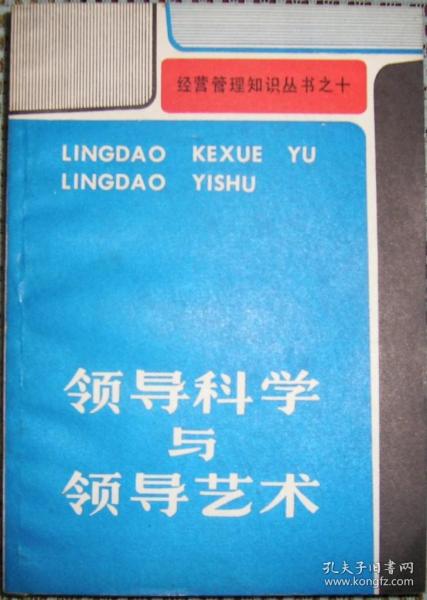 经营管理知识丛书之十
LINGDAO KEXUE YU
LINGDAO YISHU
领导科学
与
领导艺术
孔夫子旧书网
www.kongfz.com